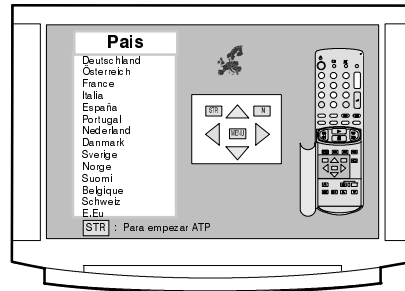 Pais
Deutschland
Österreich
France
Italia
España
Portugal
Nederland
Danmark
Sverige
Norge
Suomi
Belgique
Schweiz
E.Eu
STR : Para empezar ATP
STR
N
MENU